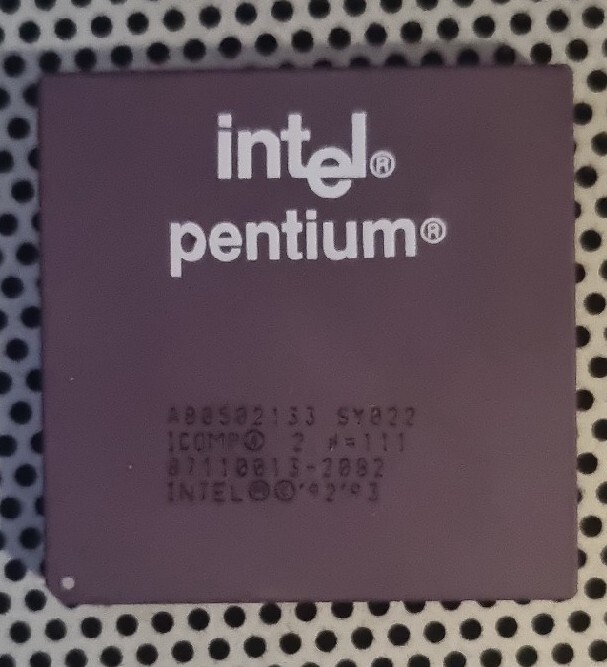 intel®
pentium®
A80502133 SY022
ICOMP® 2 #=111
87110013-2082
INTEL Ⓜ©'92'93